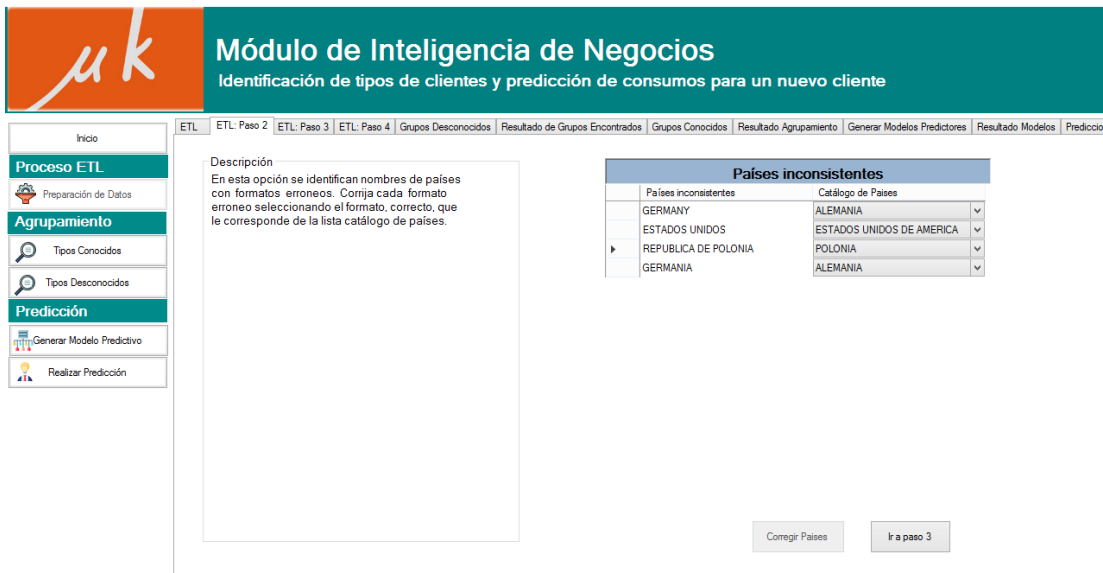 μk
Módulo de Inteligencia de Negocios
Identificación de tipos de clientes y predicción de consumos para un nuevo cliente
Inicio
Proceso ETL
Preparación de Datos
Agrupamiento
Tipos Conocidos
Tipos Desconocidos
Predicción
Generar Modelo Predictivo
Realizar Predicción
ETL ETL: Paso 2 ETL: Paso 3 ETL: Paso 4 Grupos Desconocidos Resultado de Grupos Encontrados Grupos Conocidos Resultado Agrupamiento Generar Modelos Predictores Resultado Modelos Prediccio
Descripción
En esta opción se identifican nombres de países
con formatos erroneos. Corrija cada formato
erroneo seleccionando el formato, correcto, que
le corresponde de la lista catálogo de países.
Países inconsistentes
Países inconsistentes Catálogo de Paises
GERMANY ALEMANIA
ESTADOS UNIDOS ESTADOS UNIDOS DE AMERICA
REPUBLICA DE POLONIA POLONIA
GERMANIA ALEMANIA
Corregir Paises Ir a paso 3